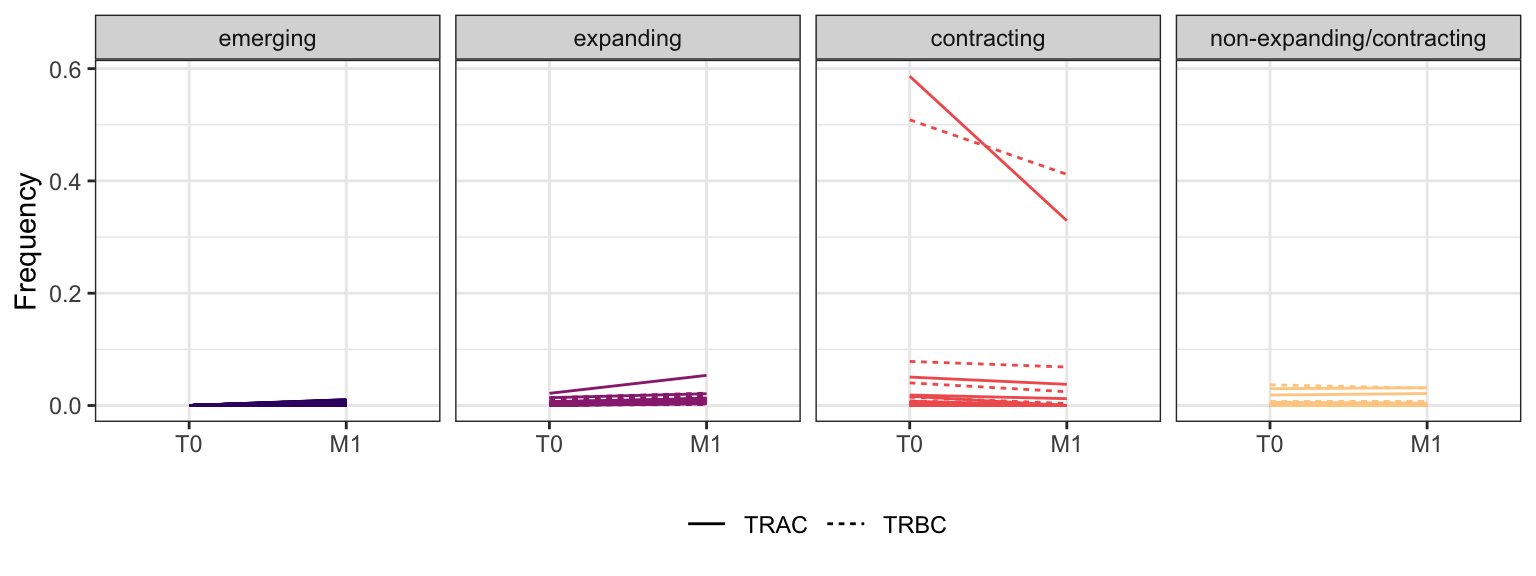 emerging
expanding
contracting
non-expanding/contracting
Frequency
0.6
0.4
0.2
0.0
T0 M1
T0 M1
T0 M1
T0 M1
TRAC TRBC